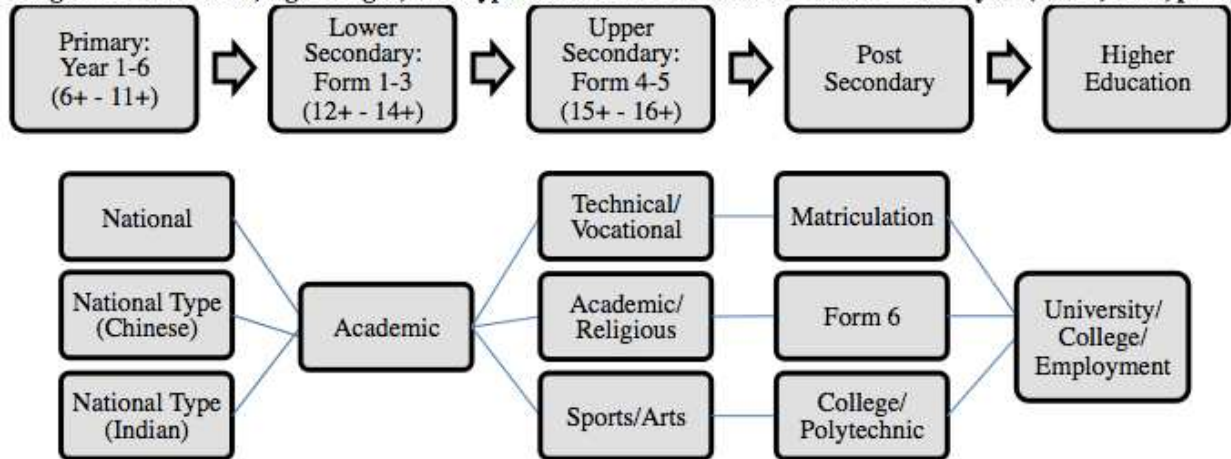 Primary:
Year 1-6
(6+ - 11+)
Lower
Secondary:
Form 1-3
(12+ - 14+)
Upper
Secondary:
Form 4-5
(15+ - 16+)
Post
Secondary
Higher
Education
National
National Type
(Chinese)
National Type
(Indian)
Academic
Technical/
Vocational
Academic/
Religious
Sports/Arts
Matriculation
Form 6
College/
Polytechnic
University/
College/
Employment